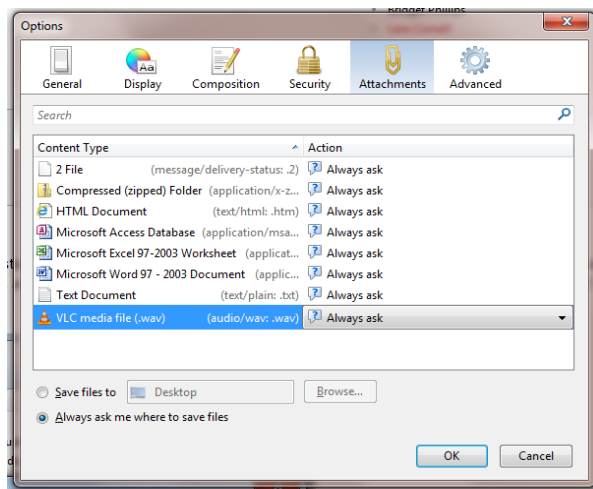 Bridget Phillips
Options
General Display Composition Security Attachments Advanced
Search
Content Type Action
2 File (message/delivery-status: .2) Always ask
Compressed (zipped) Folder (application/x-z... Always ask
HTML Document (text/html: .htm) Always ask
Microsoft Access Database (application/msa... Always ask
Microsoft Excel 97-2003 Worksheet (applicat... Always ask
Microsoft Word 97 - 2003 Document (applic... Always ask
Text Document (text/plain: .txt) Always ask
VLC media file (.wav) (audio/wav: .wav) Always ask
Save files to Desktop Browse...
Always ask me where to save files
OK Cancel